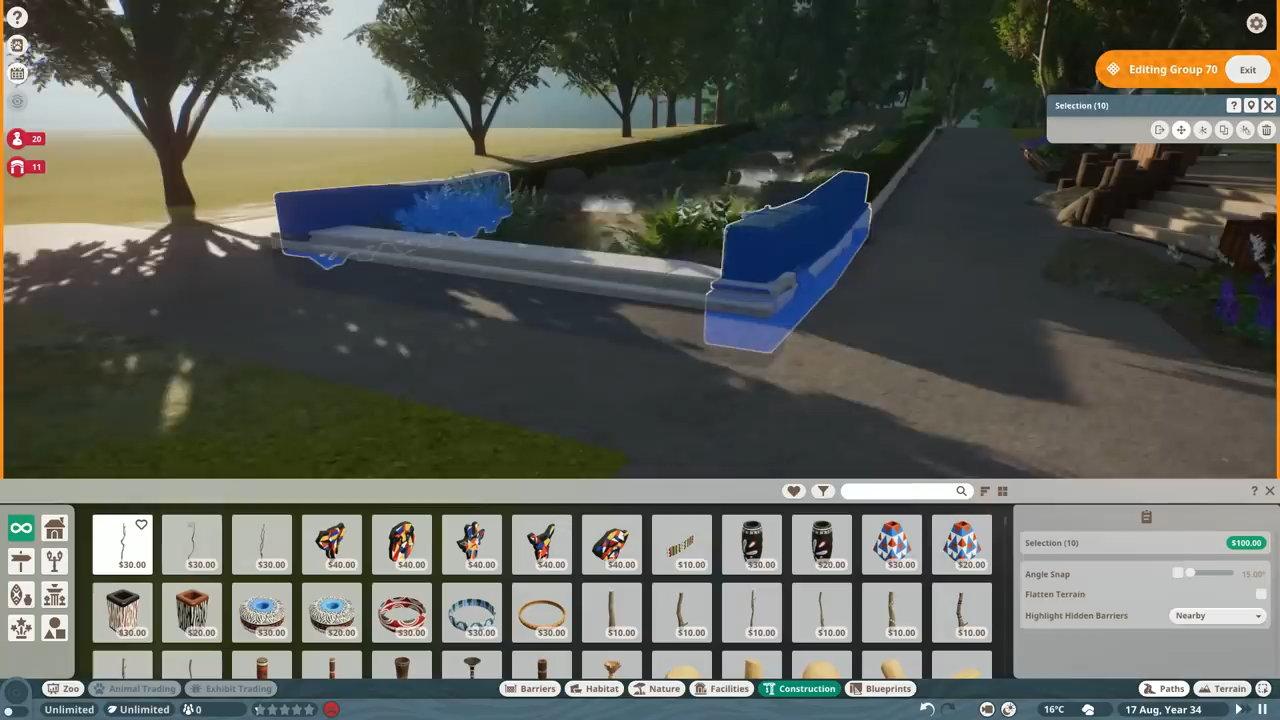 ?
Editing Group 70
Exit
Selection (10)
?
20
11
?
$30.00
$30.00
$30.00
$40.00
$40.00
$40.00
$40.00
$40.00
$10.00
$30.00
$20.00
$30.00
$20.00
$30.00
$20.00
$30.00
$20.00
$30.00
$30.00
$30.00
$10.00
$10.00
$10.00
$10.00
$10.00
$10.00
Selection (10)
$100.00
Angle Snap
15.00°
Flatten Terrain
Highlight Hidden Barriers
Nearby
Zoo
Animal Trading
Exhibit Trading
Barriers
Habitat
Nature
Facilities
Construction
Blueprints
Paths
Terrain
Unlimited
Unlimited
0
16°C
17 Aug, Year 34